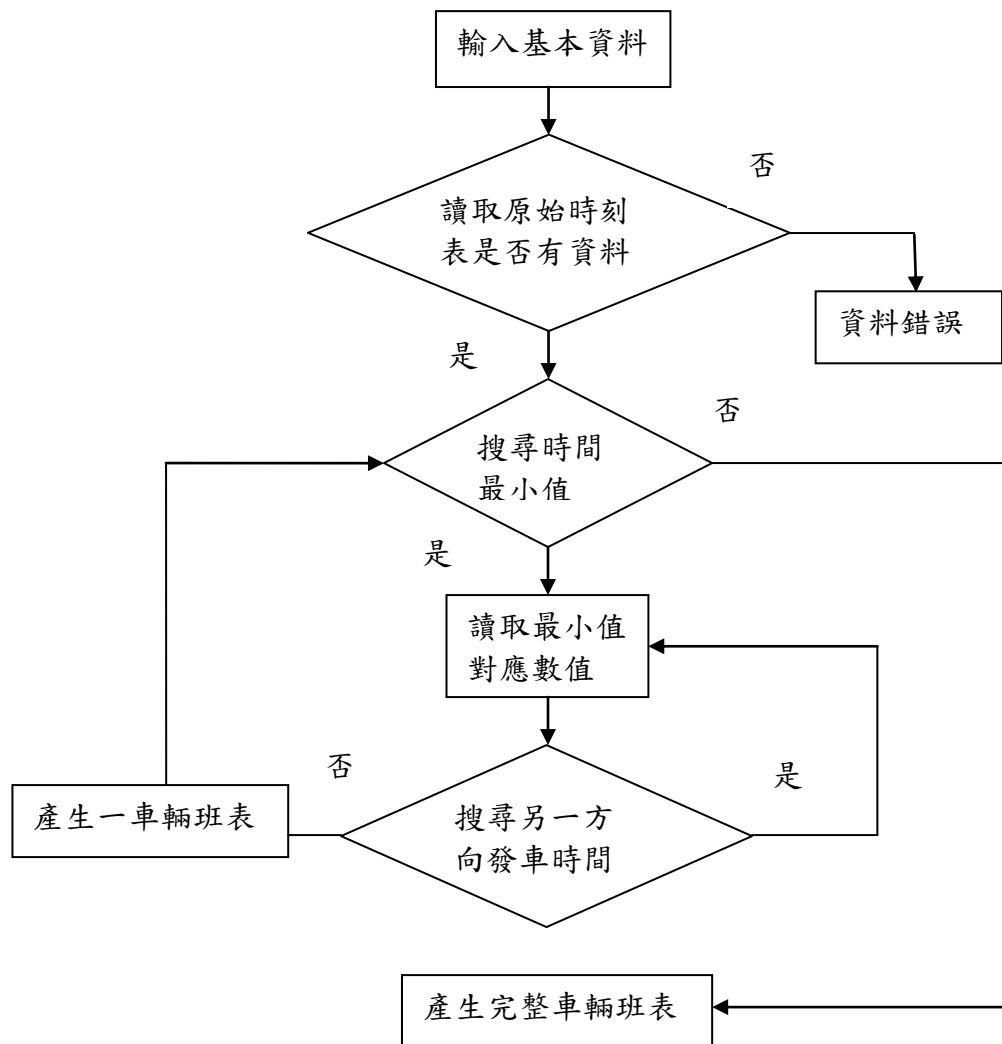 輸入基本資料
否
讀取原始時刻
表是否有資料
資料錯誤
是
否
搜尋時間
最小值
是
讀取最小值
對應數值
否
是
產生一車輛班表
搜尋另一方
向發車時間
產生完整車輛班表